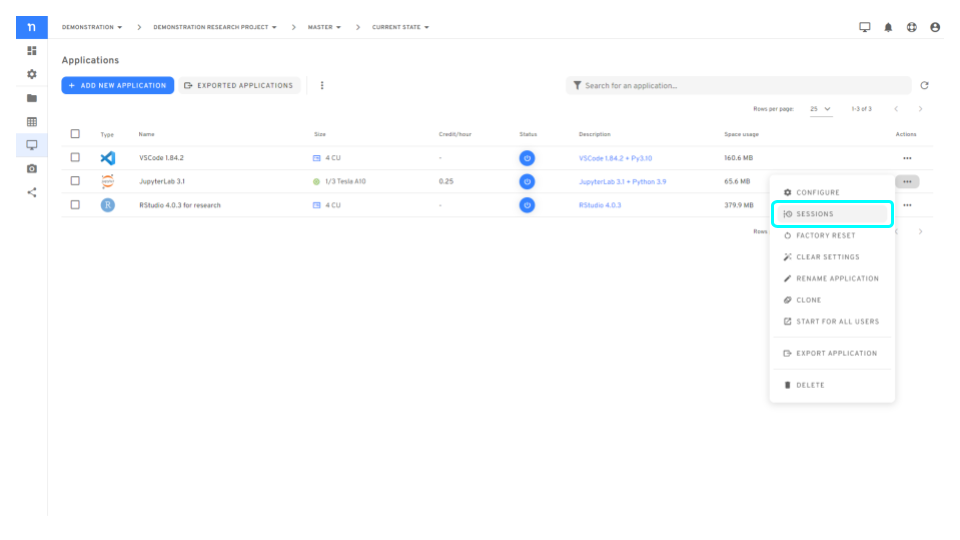 n DEMONSTRATION > DEMONSTRATION RESEARCH PROJECT > MASTER > CURRENT STATE
Applications
+ ADD NEW APPLICATION EXPORTED APPLICATIONS Search for an application...
Rows per page: 25 1-3 of 3
Type Name Size Credit/hour Status Description Space usage Actions
VSCode 1.84.2 4 CU - VSCode 1.84.2 + Py3.10 160.6 MB
JupyterLab 3.1 1/3 Tesla A10 0.25 JupyterLab 3.1 + Python 3.9 65.6 MB
R RStudio 4.0.3 for research 4 CU - RStudio 4.0.3 379.9 MB
Rows
CONFIGURE
SESSIONS
FACTORY RESET
CLEAR SETTINGS
RENAME APPLICATION
CLONE
START FOR ALL USERS
EXPORT APPLICATION
DELETE